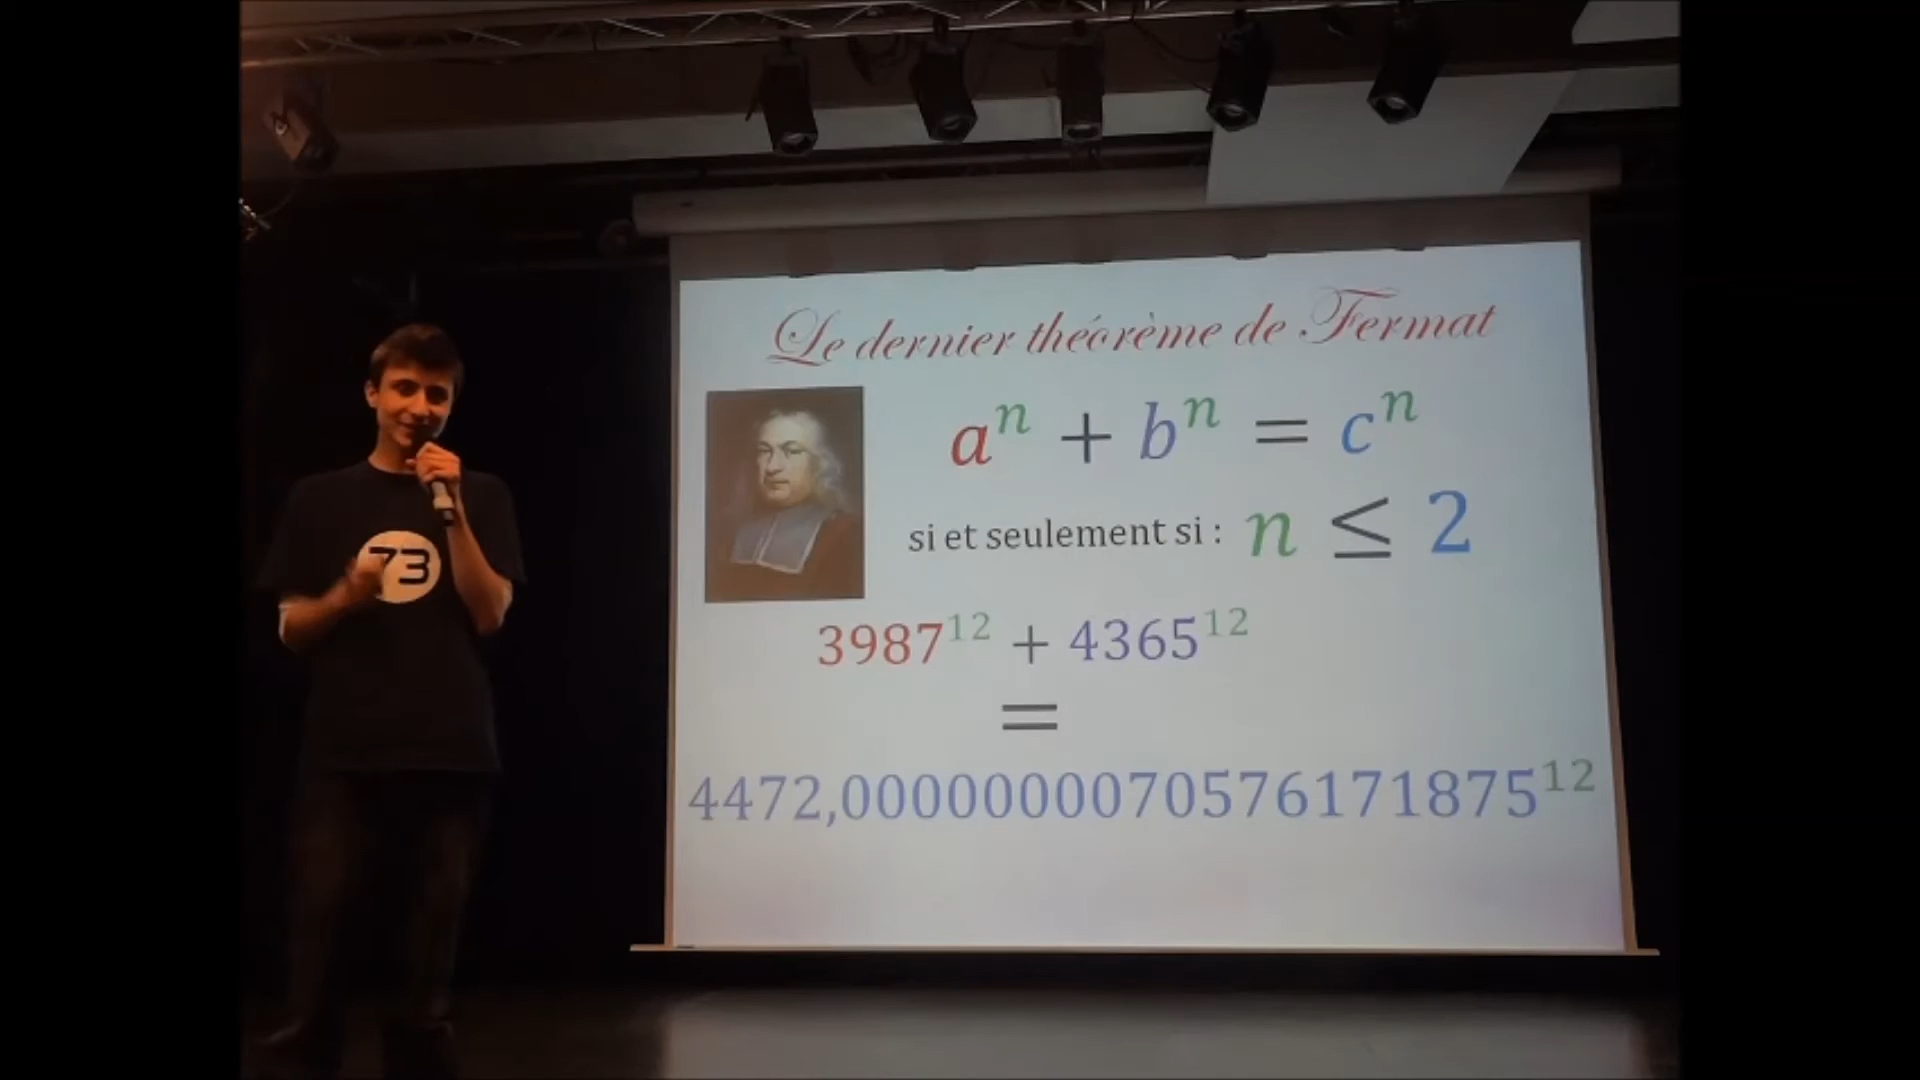 Le dernier théorème de Fermat
aⁿ + bⁿ = cⁿ
si et seulement si : n ≤ 2
3987¹² + 4365¹²
=
4472,0000000070576171875¹²
73